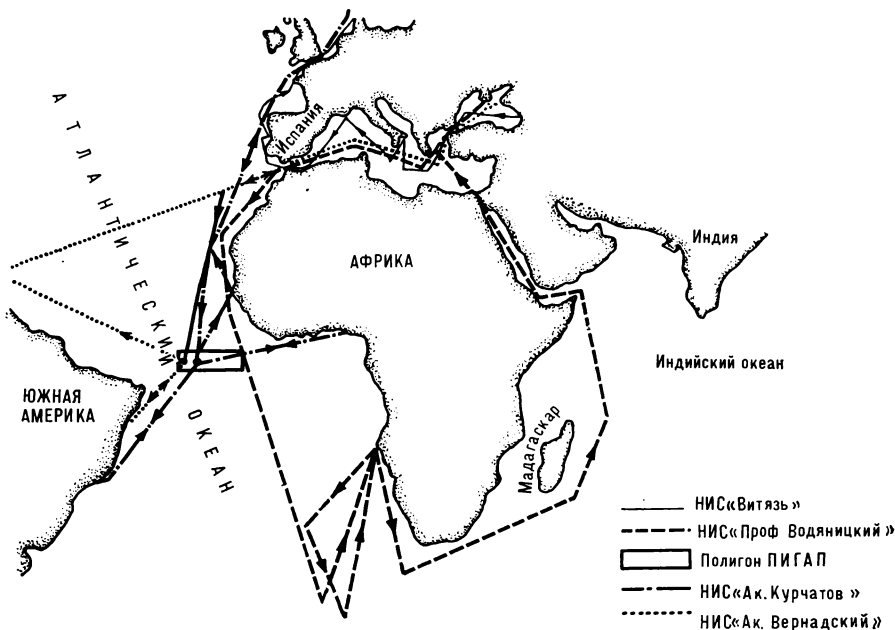 АТЛАНТИЧЕСКИЙ
ОКЕАН
Испания
АФРИКА
Индия
Индийский океан
ЮЖНАЯ
АМЕРИКА
Мадагаскар
НИС «Витязь»
НИС «Проф Водяницкий»
Полигон ПИГАП
НИС «Ак. Курчатов»
НИС «Ак. Вернадский»